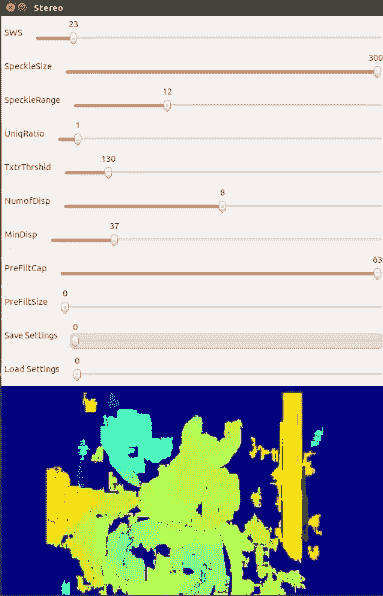 Stereo
23
SWS
300
SpeckleSize
12
SpeckleRange
1
UniqRatio
130
TxtrThrshld
8
NumofDisp
37
MinDisp
63
PreFiltCap
0
PreFiltSize
0
Save Settings
0
Load Settings